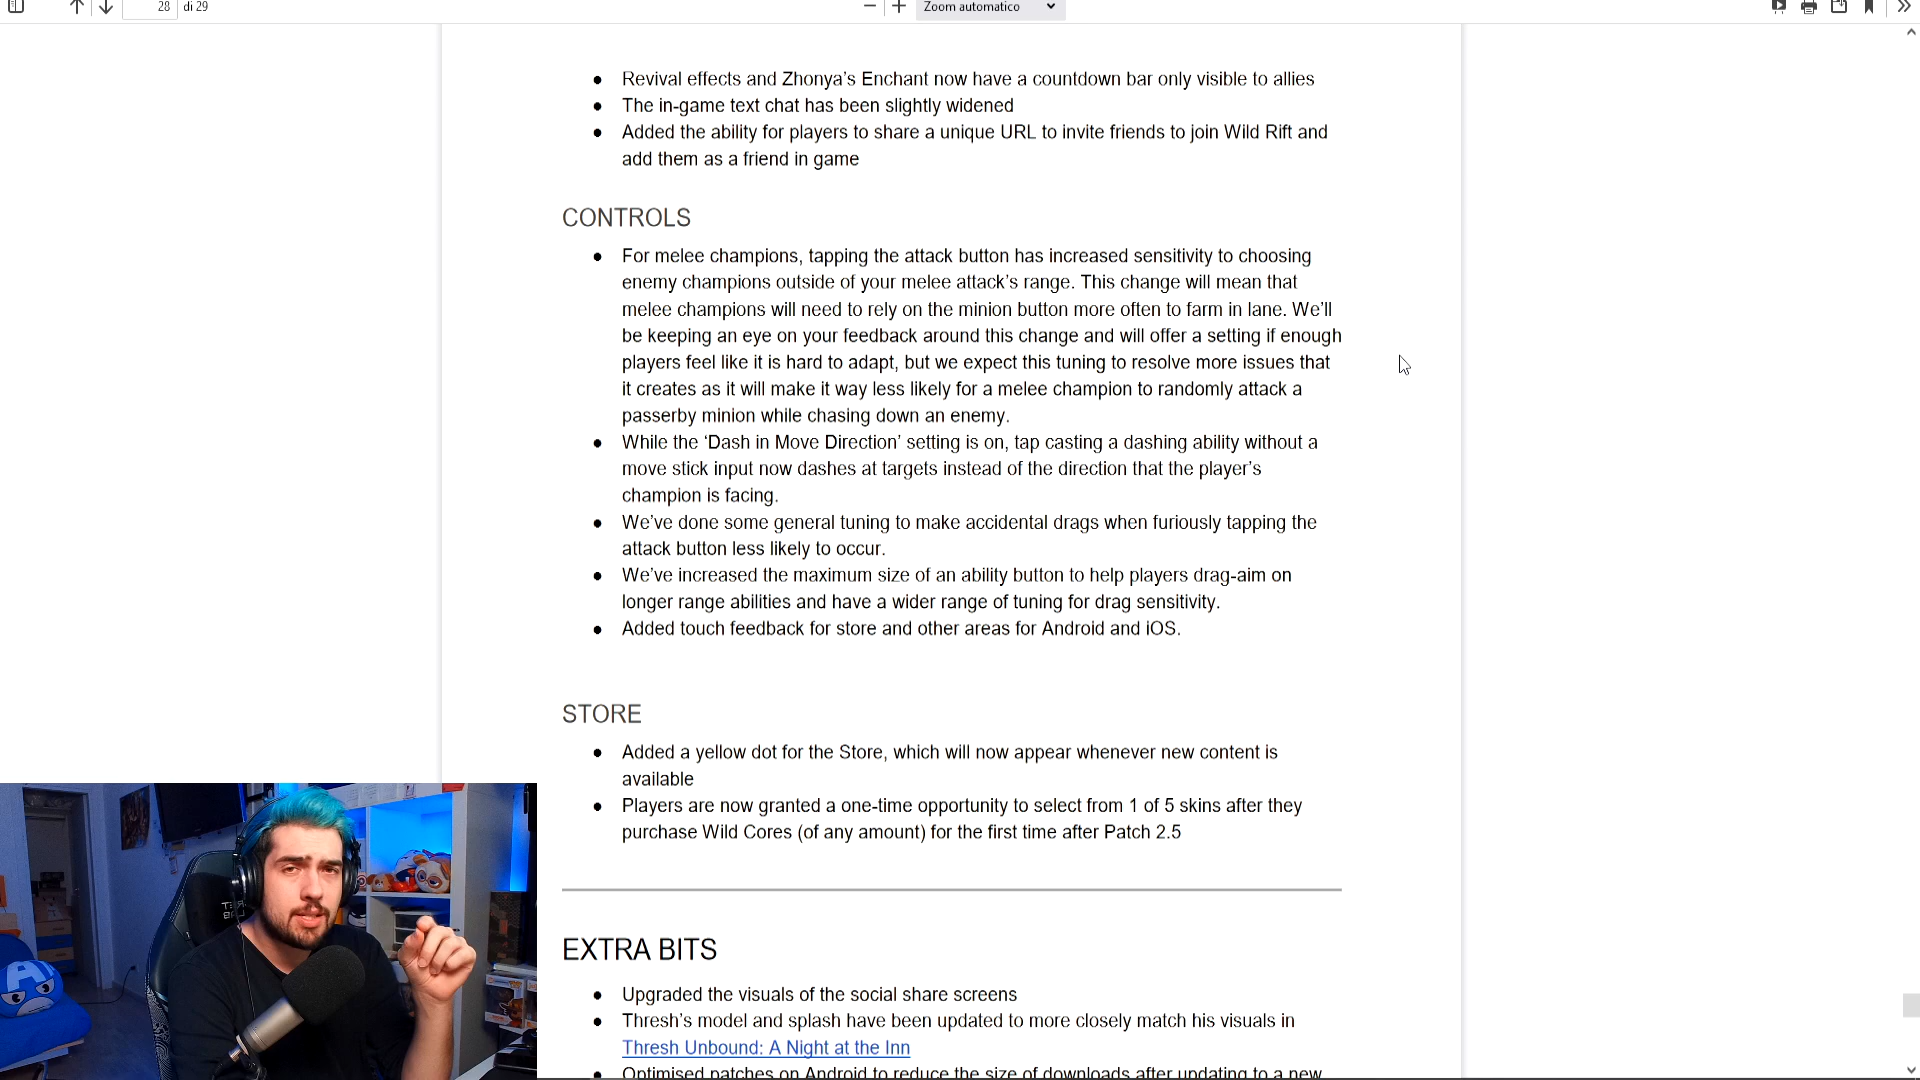 28 di 29 Zoom automatico
● Revival effects and Zhonya’s Enchant now have a countdown bar only visible to allies
● The in-game text chat has been slightly widened
● Added the ability for players to share a unique URL to invite friends to join Wild Rift and
add them as a friend in game
CONTROLS
● For melee champions, tapping the attack button has increased sensitivity to choosing
enemy champions outside of your melee attack’s range. This change will mean that
melee champions will need to rely on the minion button more often to farm in lane. We’ll
be keeping an eye on your feedback around this change and will offer a setting if enough
players feel like it is hard to adapt, but we expect this tuning to resolve more issues that
it creates as it will make it way less likely for a melee champion to randomly attack a
passerby minion while chasing down an enemy.
● While the ‘Dash in Move Direction’ setting is on, tap casting a dashing ability without a
move stick input now dashes at targets instead of the direction that the player’s
champion is facing.
● We’ve done some general tuning to make accidental drags when furiously tapping the
attack button less likely to occur.
● We’ve increased the maximum size of an ability button to help players drag-aim on
longer range abilities and have a wider range of tuning for drag sensitivity.
● Added touch feedback for store and other areas for Android and iOS.
STORE
● Added a yellow dot for the Store, which will now appear whenever new content is
available
● Players are now granted a one-time opportunity to select from 1 of 5 skins after they
purchase Wild Cores (of any amount) for the first time after Patch 2.5
EXTRA BITS
● Upgraded the visuals of the social share screens
● Thresh’s model and splash have been updated to more closely match his visuals in
Thresh Unbound: A Night at the Inn
● Optimised patches on Android to reduce the size of downloads after updating to a new